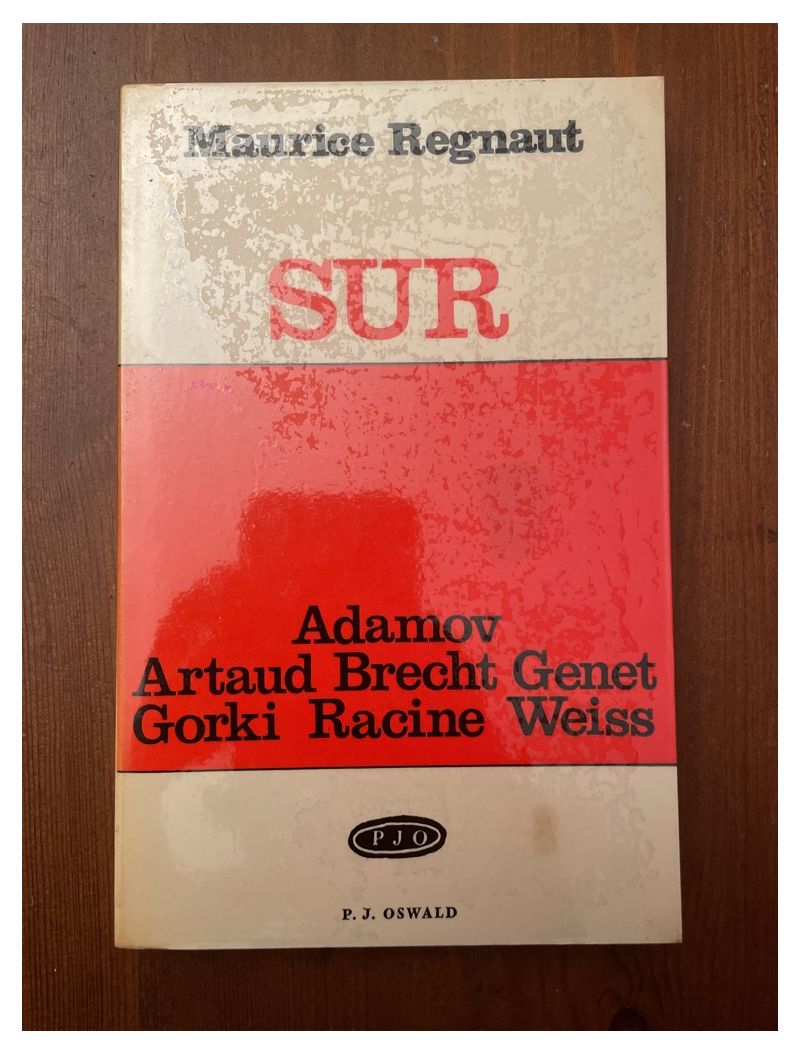 Maurice Regnaut
SUR
Adamov
Artaud Brecht Genet
Gorki Racine Weiss
PJO
P. J. OSWALD